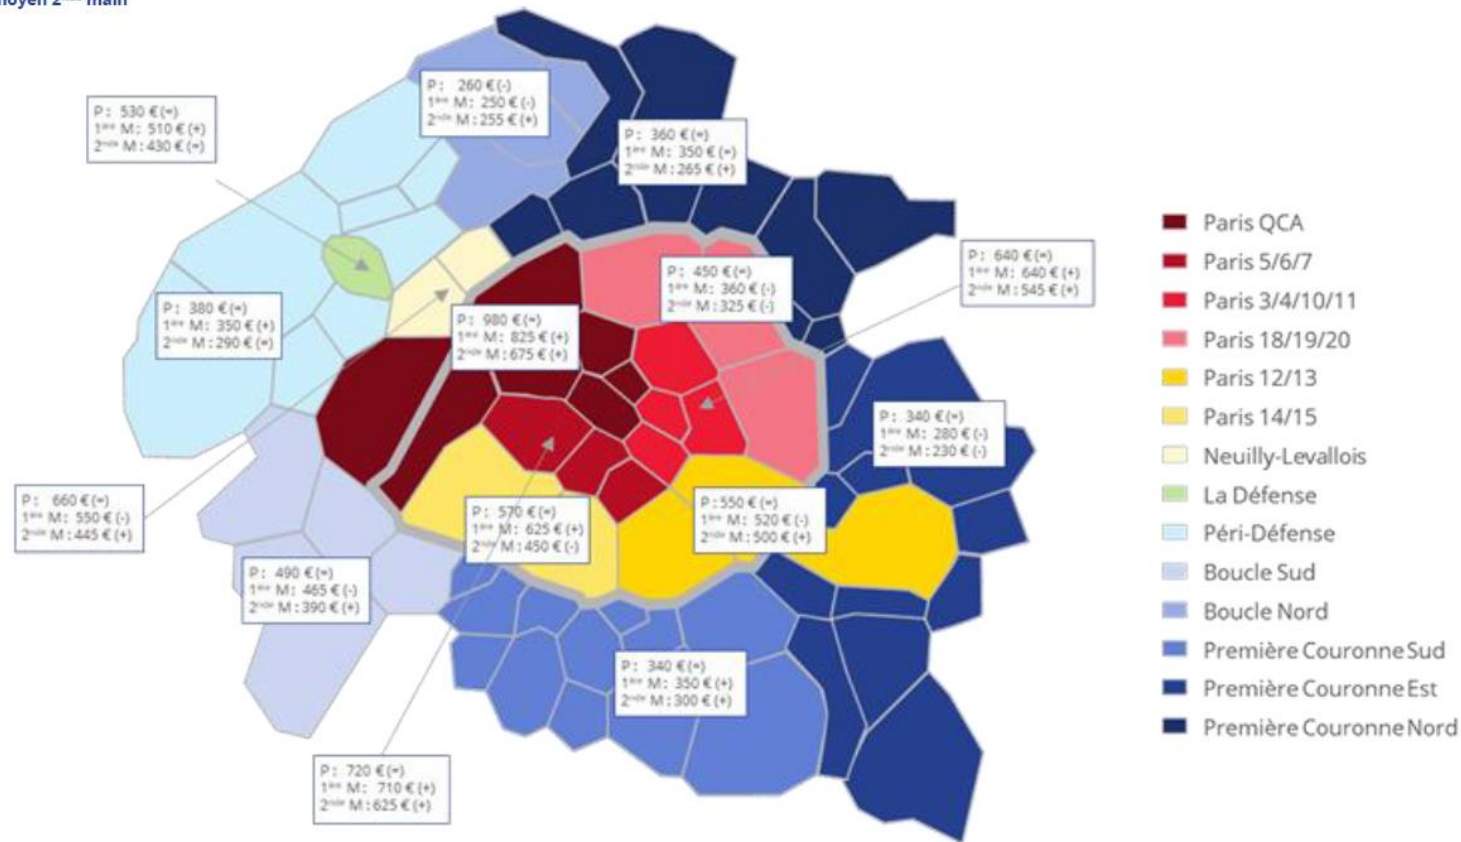 moyen 2ème main
P: 260 €(-)
1ère M: 250 €(-)
2nde M:255 €(+)
P: 530 €(=)
1ère M: 510 €(+)
2nde M:430 €(=)
P: 360 €(=)
1ère M: 350 €(+)
2nde M:265 €(+)
P: 640 €(=)
1ère M: 640 €(+)
2nde M:545 €(+)
P: 450 €(=)
1ère M: 360 €(-)
2nde M:325 €(-)
P: 380 €(=)
1ère M: 350 €(+)
2nde M:290 €(=)
P: 980 €(=)
1ère M: 825 €(+)
2nde M:675 €(+)
P: 340 €(=)
1ère M: 280 €(-)
2nde M:230 €(-)
P: 660 €(=)
1ère M: 550 €(-)
2nde M:445 €(+)
P: 570 €(=)
1ère M: 625 €(+)
2nde M:450 €(-)
P:550 €(=)
1ère M: 520 €(-)
2nde M:500 €(+)
P: 490 €(=)
1ère M: 465 €(-)
2nde M:390 €(+)
P: 340 €(=)
1ère M: 350 €(+)
2nde M:300 €(+)
P: 720 €(=)
1ère M: 710 €(+)
2nde M:625 €(+)
Paris QCA
Paris 5/6/7
Paris 3/4/10/11
Paris 18/19/20
Paris 12/13
Paris 14/15
Neuilly-Levallois
La Défense
Péri-Défense
Boucle Sud
Boucle Nord
Première Couronne Sud
Première Couronne Est
Première Couronne Nord